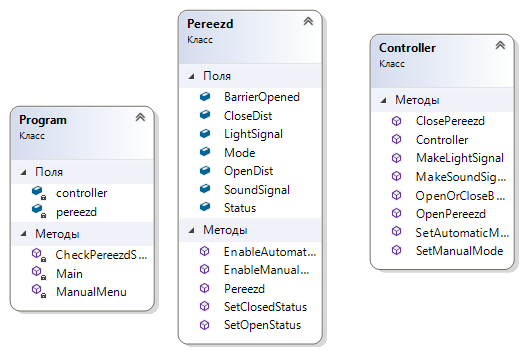 Program
Класс
Поля
controller
pereezd
Методы
CheckPereezdS...
Main
ManualMenu
Pereezd
Класс
Поля
BarrierOpened
CloseDist
LightSignal
Mode
OpenDist
SoundSignal
Status
Методы
EnableAutomat...
EnableManual...
Pereezd
SetClosedStatus
SetOpenStatus
Controller
Класс
Методы
ClosePereezd
Controller
MakeLightSignal
MakeSoundSig...
OpenOrCloseB...
OpenPereezd
SetAutomaticM...
SetManualMode